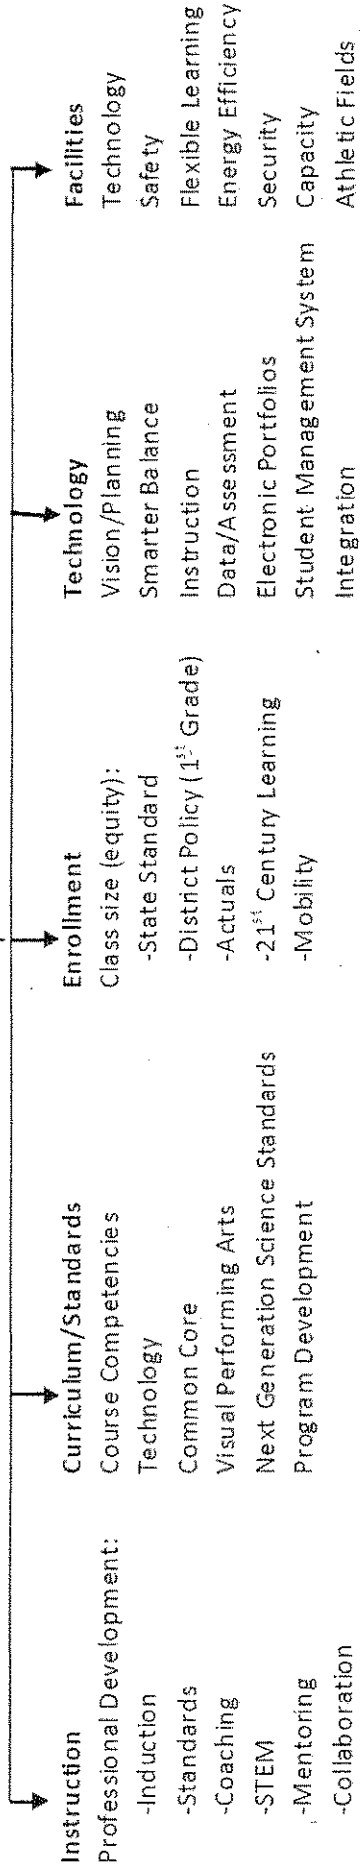 Instruction
Professional Development:
-Induction
-Standards
-Coaching
-STEM
-Mentoring
-Collaboration
Curriculum/Standards
Course Competencies
Technology
Common Core
Visual Performing Arts
Next Generation Science Standards
Program Development
Enrollment
Class size (equity):
-State Standard
-District Policy (1st Grade)
-Actuals
-21st Century Learning
-Mobility
Technology
Vision/Planning
Smarter Balance
Instruction
Data/Assessment
Electronic Portfolios
Student Management System
Integration
Facilities
Technology
Safety
Flexible Learning
Energy Efficiency
Security
Capacity
Athletic Fields